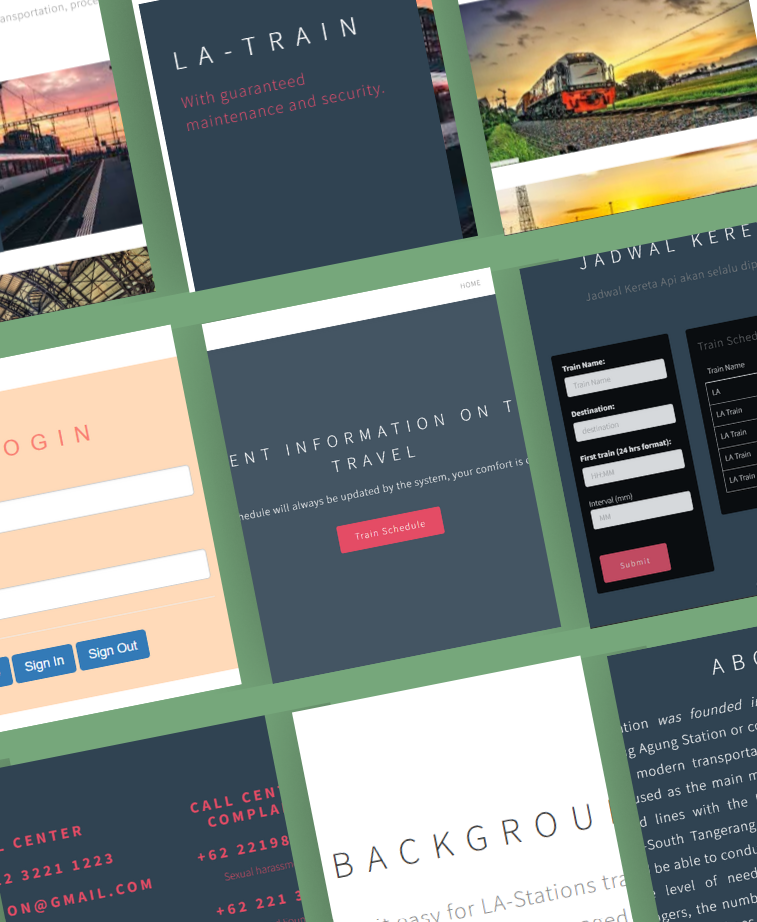 ansportation, proce
LA-TRAIN
With guaranteed
maintenance and security.
OGIN
Sign In
Sign Out
HOME
ENT INFORMATION ON T
TRAVEL
hedule will always be updated by the system, your comfort is
Train Schedule
JADWAL KERE
Jadwal Kereta Api akan selalu dip
Train Name:
Train Name
Destination:
destination
First train (24 hrs format):
HH:MM
Interval (mm)
MM
Submit
Train Sched
Train Name
LA
LA Train
LA Train
LA Train
LA Train
L CENTER
2 3221 1223
ON@GMAIL.COM
CALL CEN
COMPLA
+62 22198
Sexual harassm
+62 221 3
BACKGROU
it easy for LA-Stations tra
ABO
ation was founded i
g Agung Station or co
modern transporta
used as the main m
d lines with the
-South Tangerang
be able to condu
level of need
gers, the numb